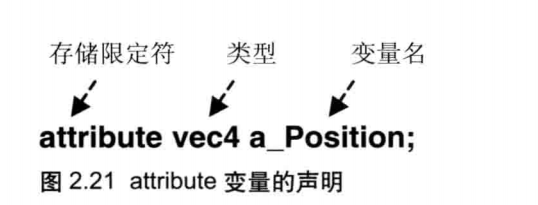 存储限定符 类型 变量名
attribute vec4 a_Position;
图 2.21 attribute 变量的声明